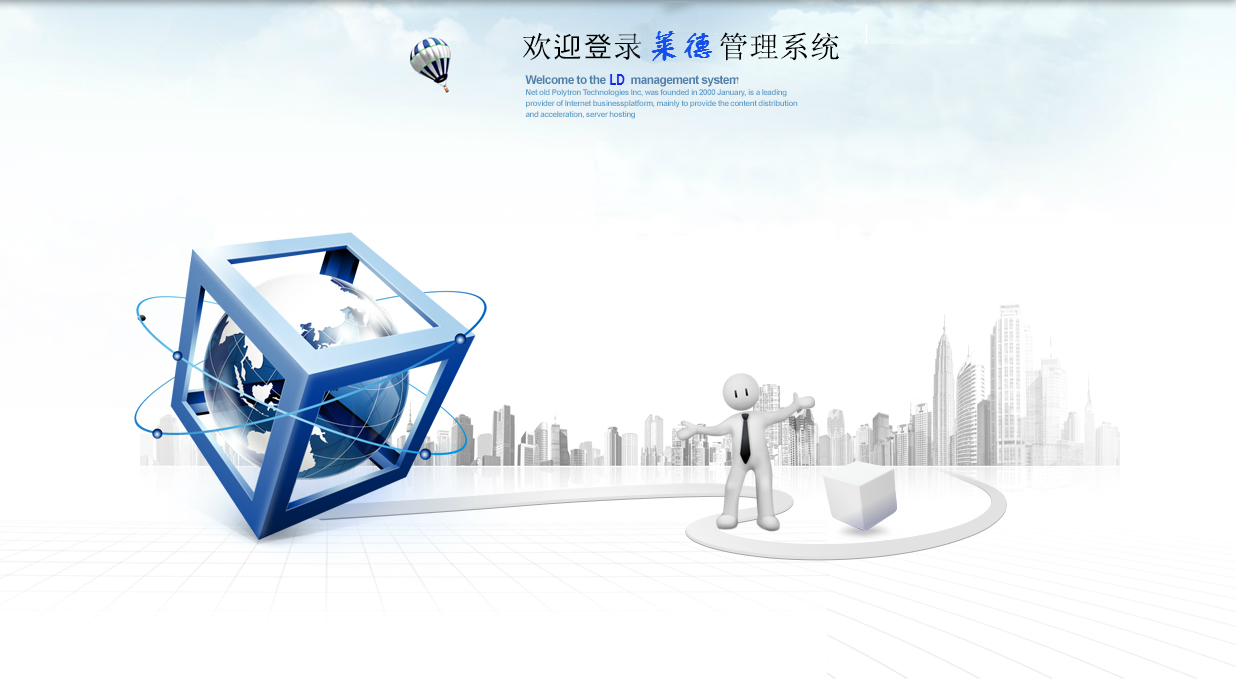 欢迎登录 莱德 管理系统
Welcome to the LD management system
Net old Polytron Technologies Inc, was founded in 2000 January, is a leading
provider of Internet businessplatform, mainly to provide the content distribution
and acceleration, server hosting